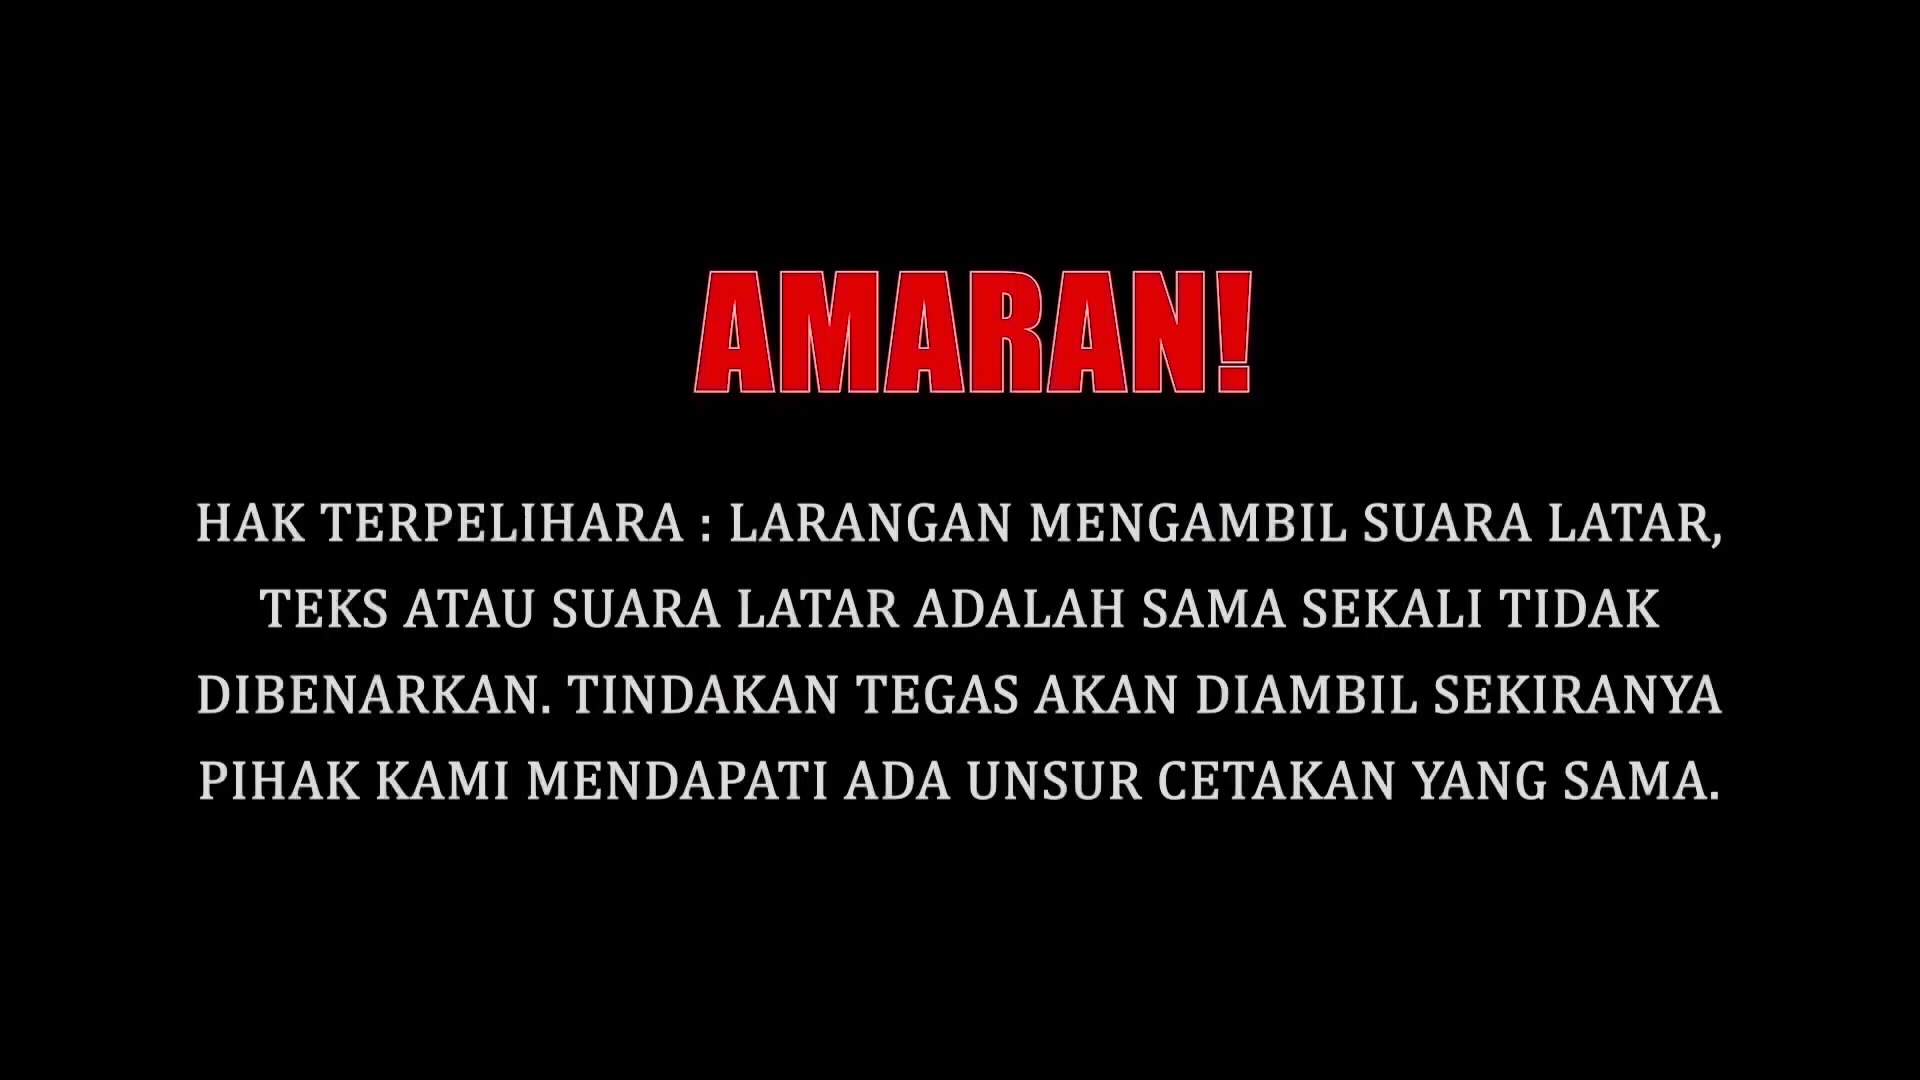 AMARAN!
HAK TERPELIHARA : LARANGAN MENGAMBIL SUARA LATAR,
TEKS ATAU SUARA LATAR ADALAH SAMA SEKALI TIDAK
DIBENARKAN. TINDAKAN TEGAS AKAN DIAMBIL SEKIRANYA
PIHAK KAMI MENDAPATI ADA UNSUR CETAKAN YANG SAMA.